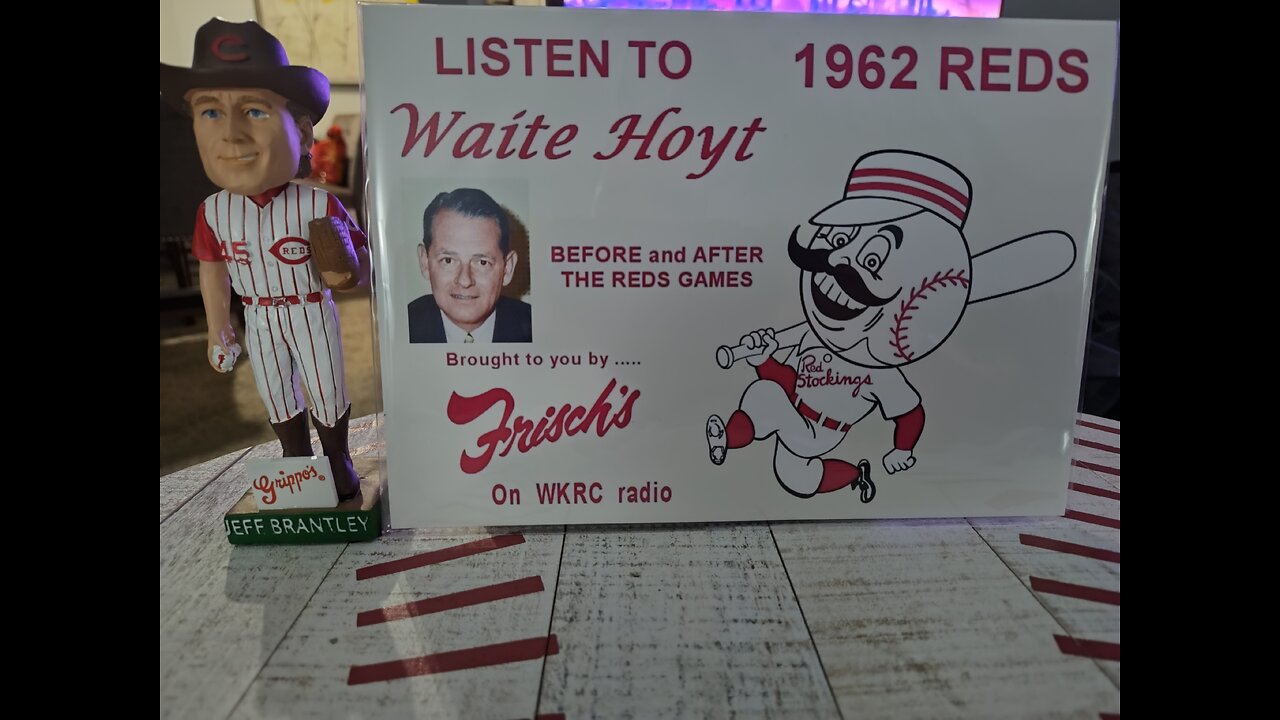 LISTEN TO
1962 REDS
Waite Hoyt
BEFORE and AFTER
THE REDS GAMES
Brought to you by .....
Frisch's
On WKRC radio
Red
Stockings
C
45
REDS
Grippo's®
JEFF BRANTLEY